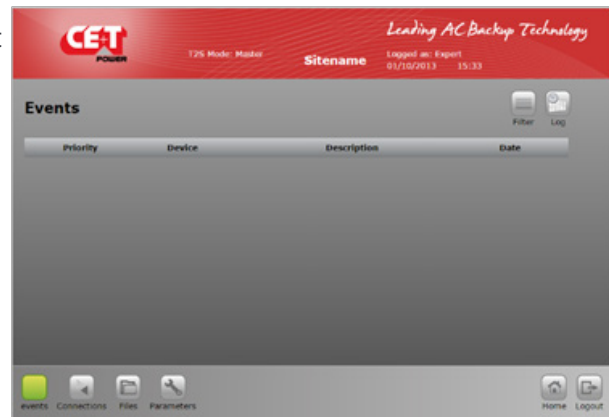 CE+T
POWER
T2S Mode: Master
Sitename
Leading AC Backup Technology
Logged as: Expert
01/10/2013 15:33
Events
Filter Log
Priority Device Description Date
events Connections Files Parameters
Home Logout